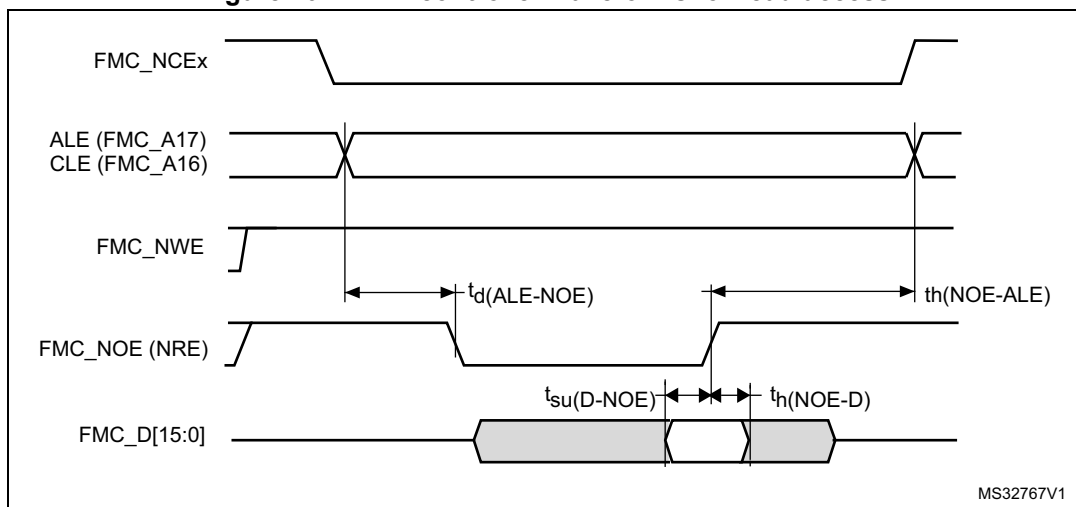 FMC_NCEx
ALE (FMC_A17)
CLE (FMC_A16)
FMC_NWE
td(ALE-NOE)
th(NOE-ALE)
FMC_NOE (NRE)
tsu(D-NOE)
th(NOE-D)
FMC_D[15:0]
MS32767V1